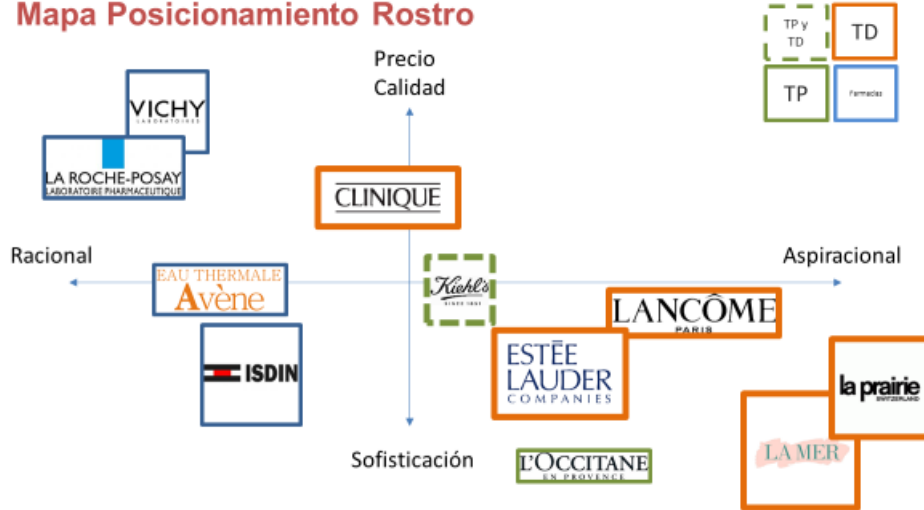 Mapa Posicionamiento Rostro
TP y
TD
TD
TP
Farmacias
Precio
Calidad
VICHY
LABORATOIRES
LA ROCHE-POSAY
LABORATOIRE PHARMACEUTIQUE
CLINIQUE
Racional
Aspiracional
EAU THERMALE
Avène
Kiehl's
SINCE 1851
LANCÔME
PARIS
ISDIN
ESTĒE
LAUDER
COMPANIES
la prairie
SWITZERLAND
LA MER
Sofisticación
L'OCCITANE
EN PROVENCE